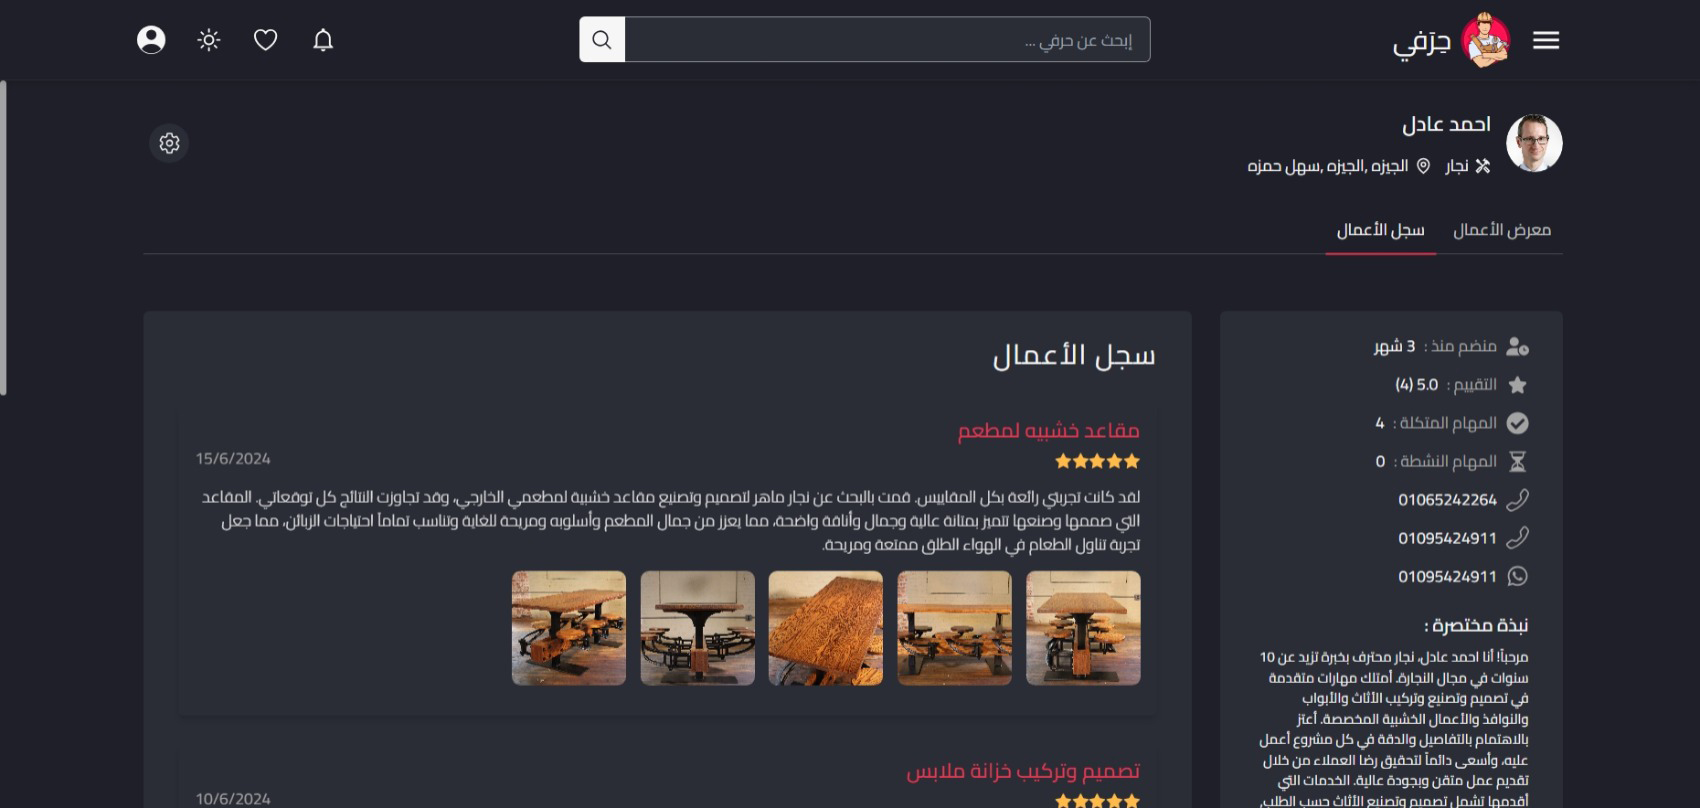 حِرَفي
إبحث عن حرفي ...
احمد عادل
نجار الجيزه ,الجيزه ,سهل حمزه
معرض الأعمال
سجل الأعمال
منضم منذ : 3 شهر
التقييم : 5.0 (4)
المهام المتكلة : 4
المهام النشطة : 0
01065242264
01095424911
01095424911
نبذة مختصرة :
مرحباً! أنا احمد عادل، نجار محترف بخبرة تزيد عن 10
سنوات في مجال النجارة. أمتلك مهارات متقدمة
في تصميم وتصنيع وتركيب الأثاث والأبواب
والنوافذ والأعمال الخشبية المخصصة. أعتز
بالاهتمام بالتفاصيل والدقة في كل مشروع أعمل
عليه، وأسعى دائماً لتحقيق رضا العملاء من خلال
تقديم عمل متقن وبجودة عالية. الخدمات التي
أقدمها تشمل تصميم وتصنيع الأثاث حسب الطلب،
سجل الأعمال
مقاعد خشبيه لمطعم
15/6/2024
لقد كانت تجربتي رائعة بكل المقاييس. قمت بالبحث عن نجار ماهر لتصميم وتصنيع مقاعد خشبية لمطعمي الخارجي، وقد تجاوزت النتائج كل توقعاتي. المقاعد
التي صممها وصنعها تتميز بمتانة عالية وجمال وأناقة واضحة، مما يعزز من جمال المطعم وأسلوبه ومريحة للغاية وتناسب تماماً احتياجات الزبائن، مما جعل
تجربة تناول الطعام في الهواء الطلق ممتعة ومريحة.
تصميم وتركيب خزانة ملابس
10/6/2024